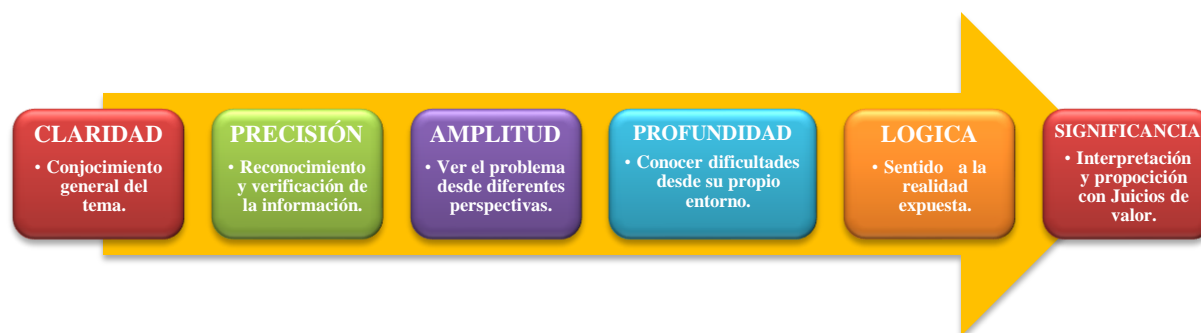 CLARIDAD
• Conjocimiento
general del
tema.
PRECISIÓN
• Reconocimiento
y verificación de
la información.
AMPLITUD
• Ver el problema
desde diferentes
perspectivas.
PROFUNDIDAD
• Conocer dificultades
desde su propio
entorno.
LOGICA
• Sentido a la
realidad
expuesta.
SIGNIFICANCIA
• Interpretación
y propocición
con Juicios de
valor.